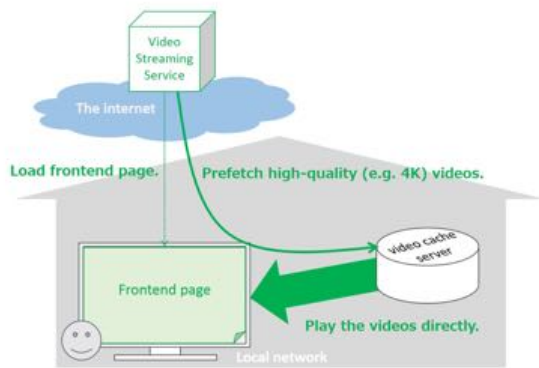 Video
Streaming
Service
The internet
Load frontend page.
Prefetch high-quality (e.g. 4K) videos.
video cache
server
Frontend page
Play the videos directly.
Local network